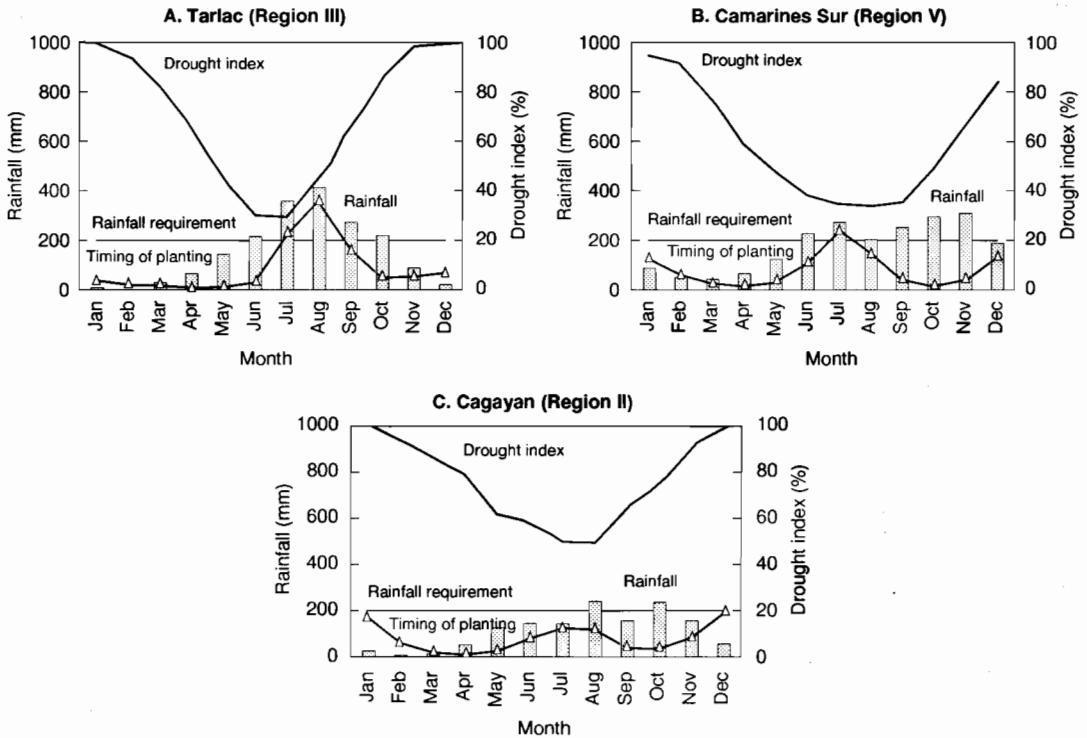 A. Tarlac (Region III)
Rainfall (mm)
1000
800
600
400
200
0
Drought index
Rainfall
Rainfall requirement
Timing of planting
100
80
60
40
20
0
Drought index (%)
Jan Feb Mar Apr May Jun Jul Aug Sep Oct Nov Dec
Month
B. Camarines Sur (Region V)
Rainfall (mm)
1000
800
600
400
200
0
Drought index
Rainfall
Rainfall requirement
Timing of planting
100
80
60
40
20
0
Drought index (%)
Jan Feb Mar Apr May Jun Jul Aug Sep Oct Nov Dec
Month
C. Cagayan (Region II)
Rainfall (mm)
1000
800
600
400
200
0
Drought index
Rainfall
Rainfall requirement
Timing of planting
100
80
60
40
20
0
Drought index (%)
Jan Feb Mar Apr May Jun Jul Aug Sep Oct Nov Dec
Month